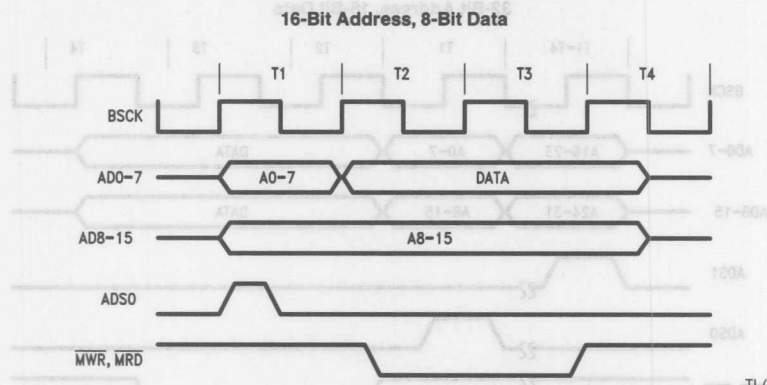 16-Bit Address, 8-Bit Data
T1 T2 T3 T4
BSCK
AD0-7 A0-7 DATA
AD8-15 A8-15
ADS0
MWR, MRD